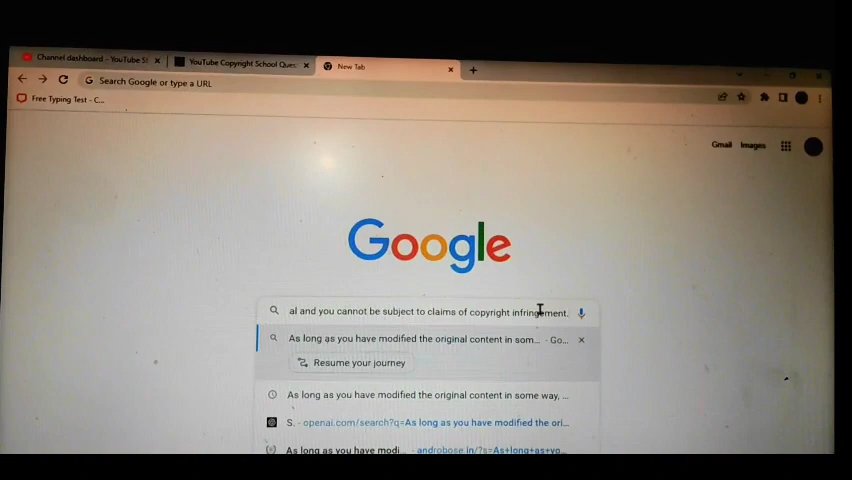 Channel dashboard - YouTube St
YouTube Copyright School Ques
New Tab
Search Google or type a URL
Free Typing Test - C...
Gmail Images
Google
al and you cannot be subject to claims of copyright infringement.
As long as you have modified the original content in som... - Go...
Resume your journey
As long as you have modified the original content in some way, ...
S. - openai.com/search?q=As long as you have modified the ori...
As long as you have modi... - androbose.in/?s=As+long+as+yo...